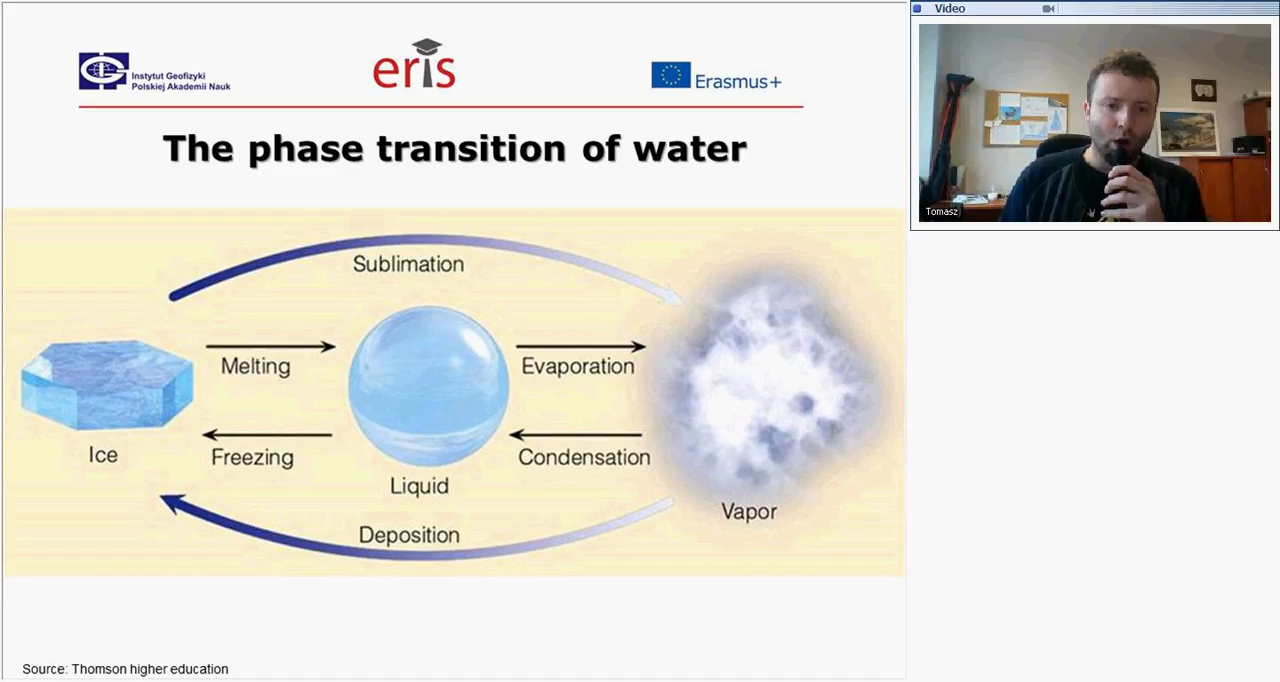 Instytut Geofizyki
Polskiej Akademii Nauk
eris
Erasmus+
The phase transition of water
Sublimation
Melting
Evaporation
Ice
Freezing
Condensation
Liquid
Vapor
Deposition
Source: Thomson higher education
Video
Tomasz